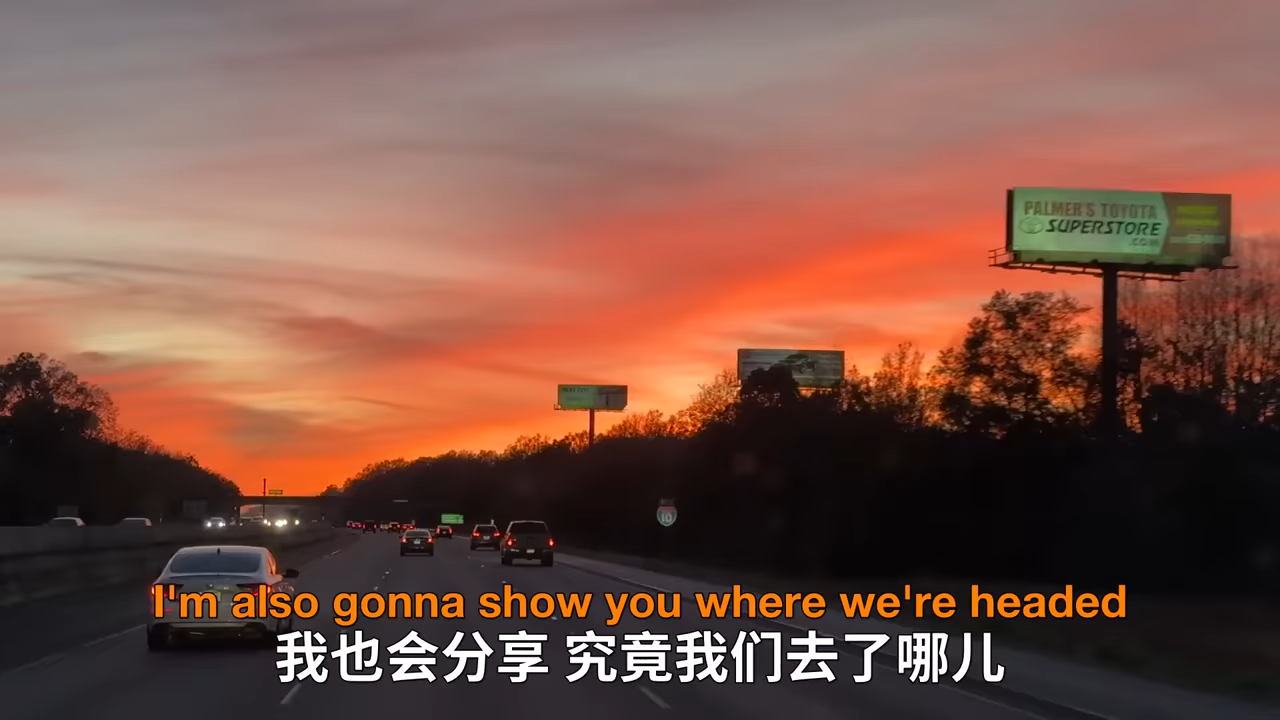 PALMER'S TOYOTA
SUPERSTORE
.COM
10
I'm also gonna show you where we're headed
我也会分享 究竟我们去了哪儿